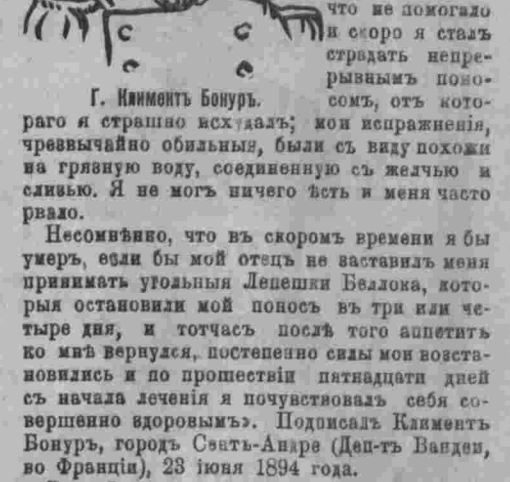 что не помогало
и скоро я сталъ
страдать непре-
рывнымъ поно-
сомъ, отъ кото-
Г. Климентъ Бонуръ.
раго я страшно исхудалъ; мои испражненія,
чрезвычайно обильныя, были съ виду похожи
на грязную воду, соединенную съ желчью и
слизью. Я не могъ ничего ѣсть и меня часто
рвало.
Несомнѣнно, что въ скоромъ времени я бы
умеръ, если бы мой отецъ не заставилъ меня
принимать угольныя Лепешки Беллока, кото-
рыя остановили мой поносъ въ три или че-
тыре дня, и тотчасъ послѣ того аппетитъ
ко мнѣ вернулся, постепенно силы мои возста-
новились и по прошествіи пятнадцати дней
съ начала леченія я почувствовалъ себя со-
вершенно здоровымъ». Подписалъ Климентъ
Бонуръ, городъ Сентъ-Андре (Деп-тъ Вандеи,
во Франціи), 23 іюня 1894 года.